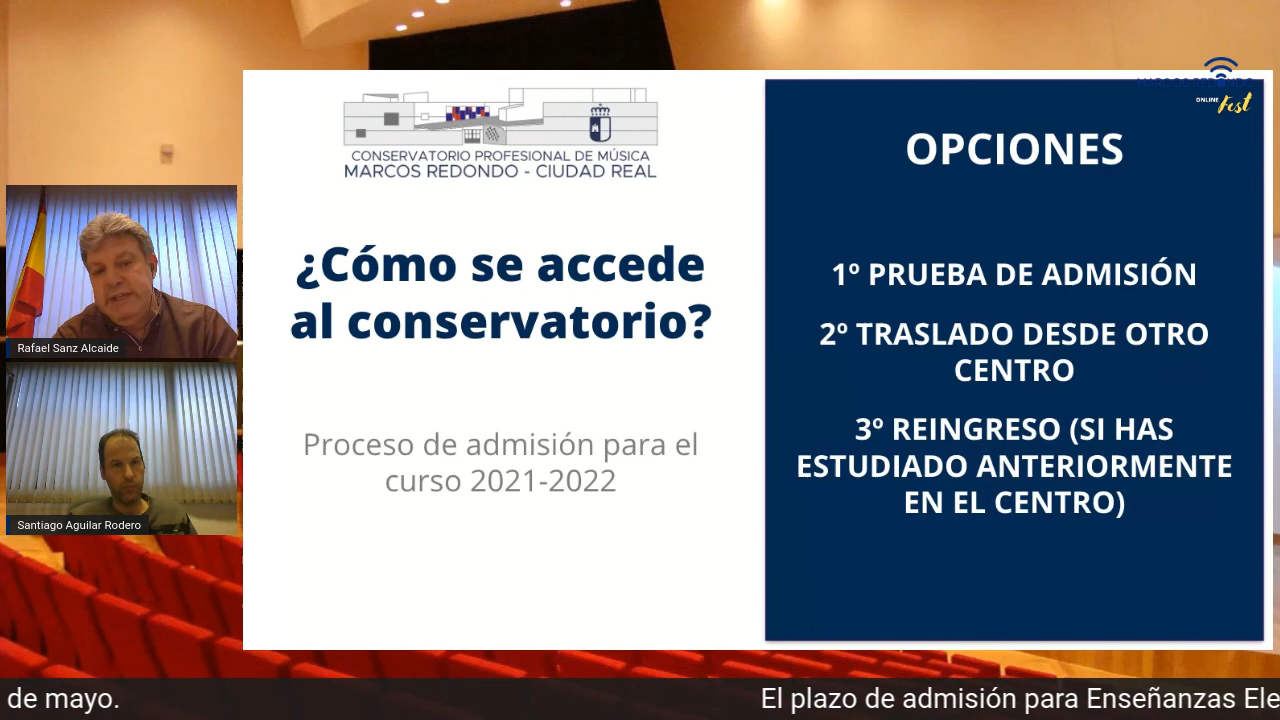 MARCOS REDONDO
ONLINE Fest
CONSERVATORIO PROFESIONAL DE MÚSICA
MARCOS REDONDO - CIUDAD REAL
¿Cómo se accede
al conservatorio?
Proceso de admisión para el
curso 2021-2022
OPCIONES
1º PRUEBA DE ADMISIÓN
2º TRASLADO DESDE OTRO
CENTRO
3º REINGRESO (SI HAS
ESTUDIADO ANTERIORMENTE
EN EL CENTRO)
Rafael Sanz Alcaide
Santiago Aguilar Rodero
de mayo.
El plazo de admisión para Enseñanzas Ele